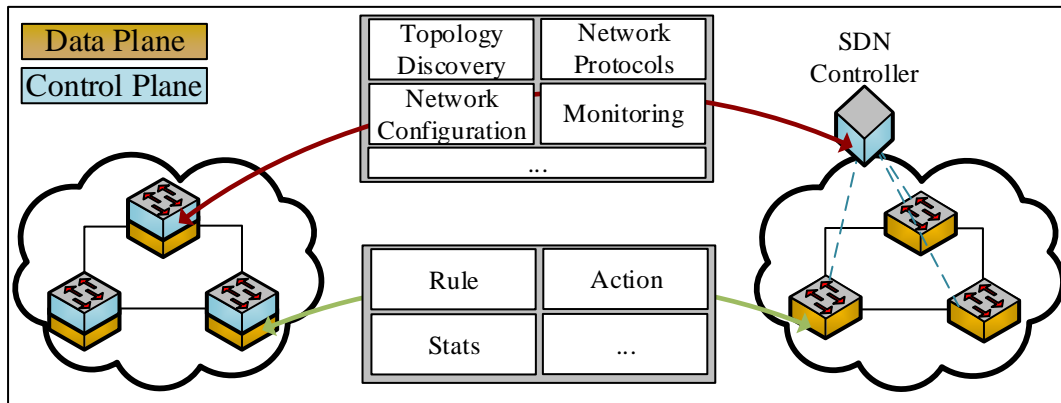 Data Plane
Control Plane
Topology
Discovery
Network
Protocols
Network
Configuration
Monitoring
...
SDN
Controller
Rule
Action
Stats
...